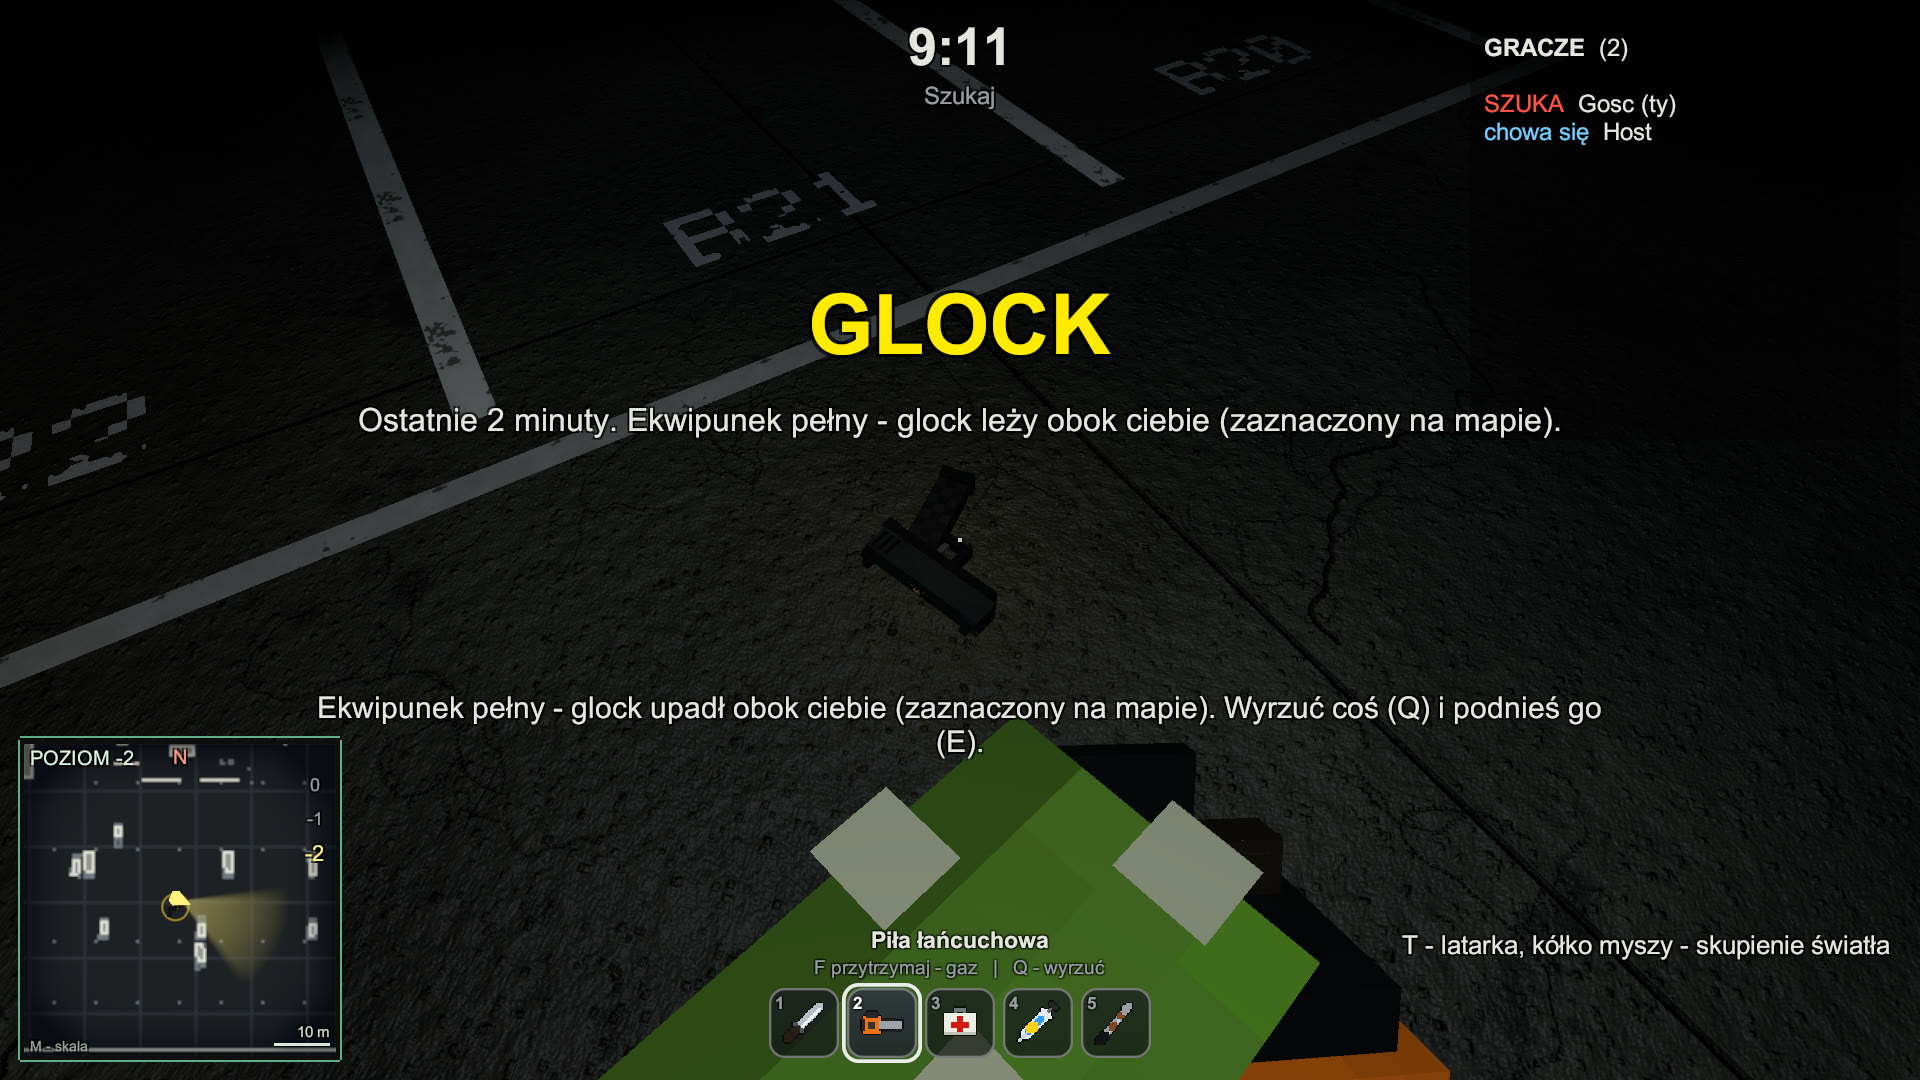 9:11
Szukaj
GRACZE (2)
SZUKA Gosc (ty)
chowa się Host
R20
R21
GLOCK
Ostatnie 2 minuty. Ekwipunek pełny - glock leży obok ciebie (zaznaczony na mapie).
Ekwipunek pełny - glock upadł obok ciebie (zaznaczony na mapie). Wyrzuć coś (Q) i podnieś go
(E).
POZIOM -2
N
0
-1
-2
10 m
M - skala
Piła łańcuchowa
F przytrzymaj - gaz | Q - wyrzuć
T - latarka, kółko myszy - skupienie światła
1
2
3
4
5